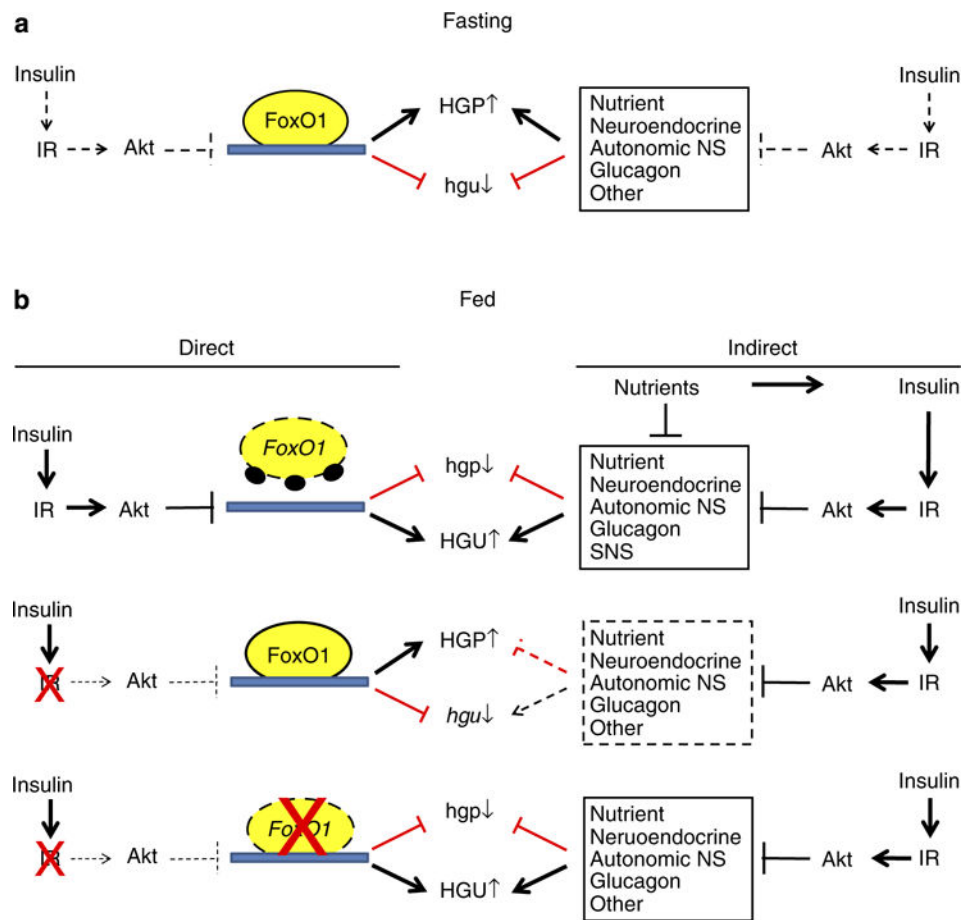 a
Fasting
Insulin
Insulin
FoxO1
HGP↑
IR
Akt
hgu↓
Nutrient
Neuroendocrine
Autonomic NS
Glucagon
Other
Akt
IR
b
Fed
Direct
Indirect
Nutrients
Insulin
Insulin
IR
Akt
FoxO1
hgp↓
HGU↑
Nutrient
Neuroendocrine
Autonomic NS
Glucagon
SNS
Akt
IR
Insulin
IR
Akt
FoxO1
HGP↑
hgu↓
Nutrient
Neuroendocrine
Autonomic NS
Glucagon
Other
Akt
Insulin
IR
Insulin
IR
Akt
FoxO1
hgp↓
HGU↑
Nutrient
Neruoendocrine
Autonomic NS
Glucagon
Other
Akt
Insulin
IR